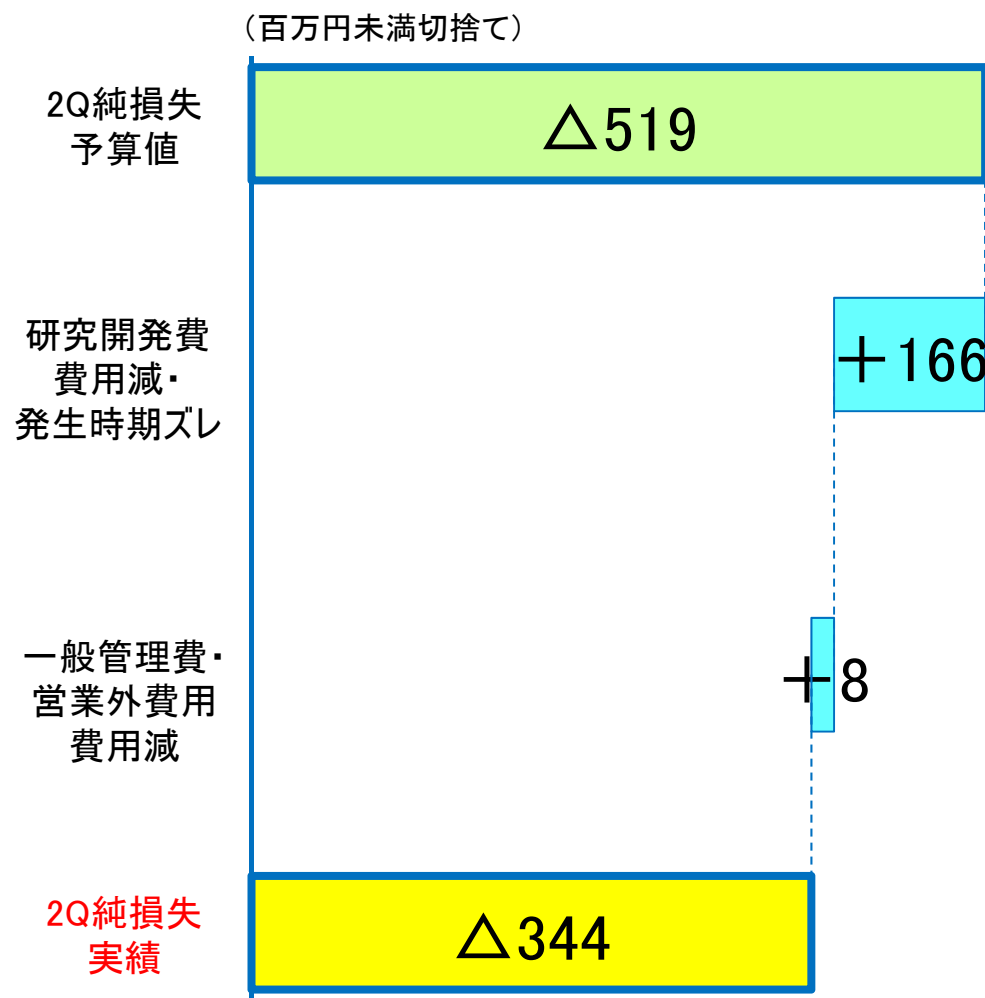 （百万円未満切捨て）
2Q純損失
予算値
△519
研究開発費
費用減・
発生時期ズレ
＋166
一般管理費・
営業外費用
費用減
＋8
2Q純損失
実績
△344